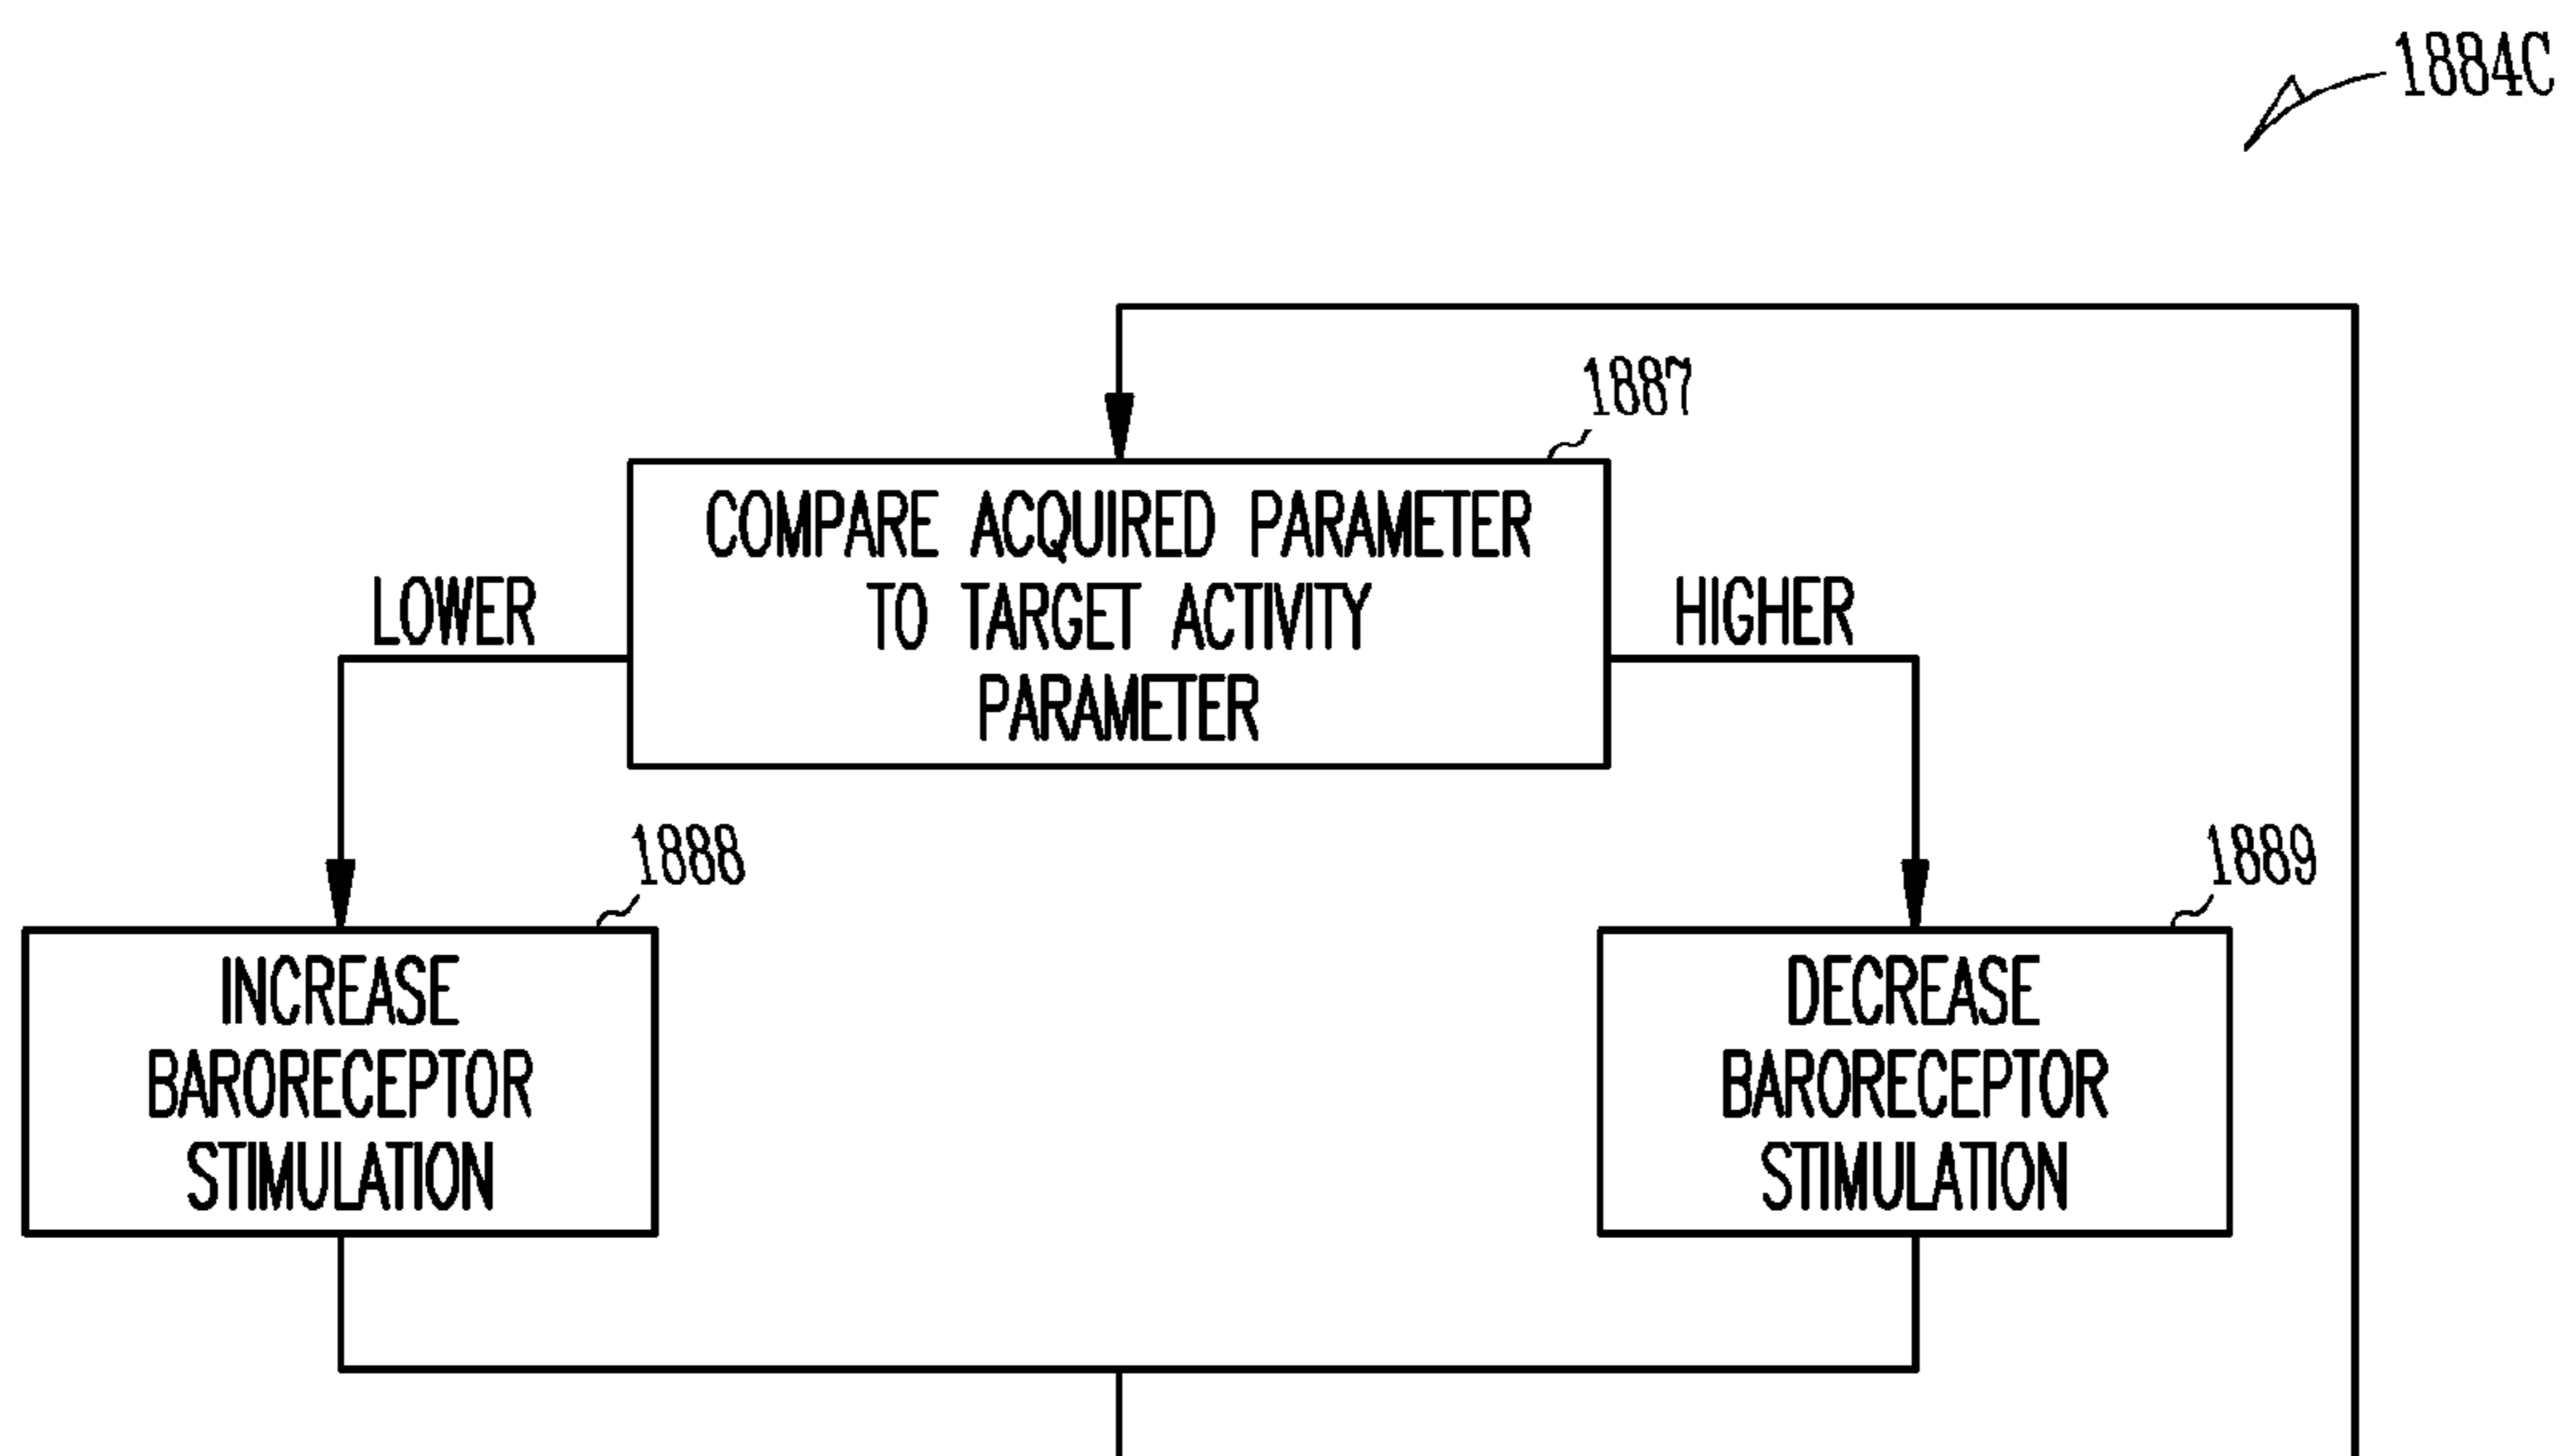 1884C
1887
COMPARE ACQUIRED PARAMETER
TO TARGET ACTIVITY
PARAMETER
LOWER
HIGHER
1888
INCREASE
BARORECEPTOR
STIMULATION
1889
DECREASE
BARORECEPTOR
STIMULATION